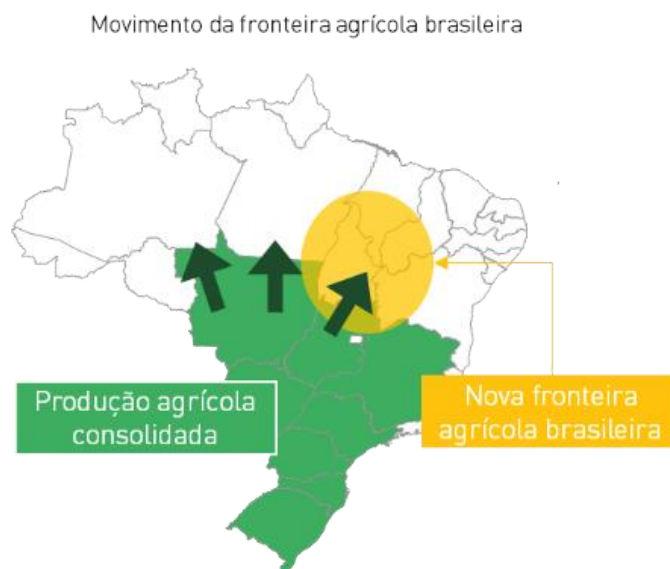 Movimento da fronteira agrícola brasileira
Produção agrícola
consolidada
Nova fronteira
agrícola brasileira